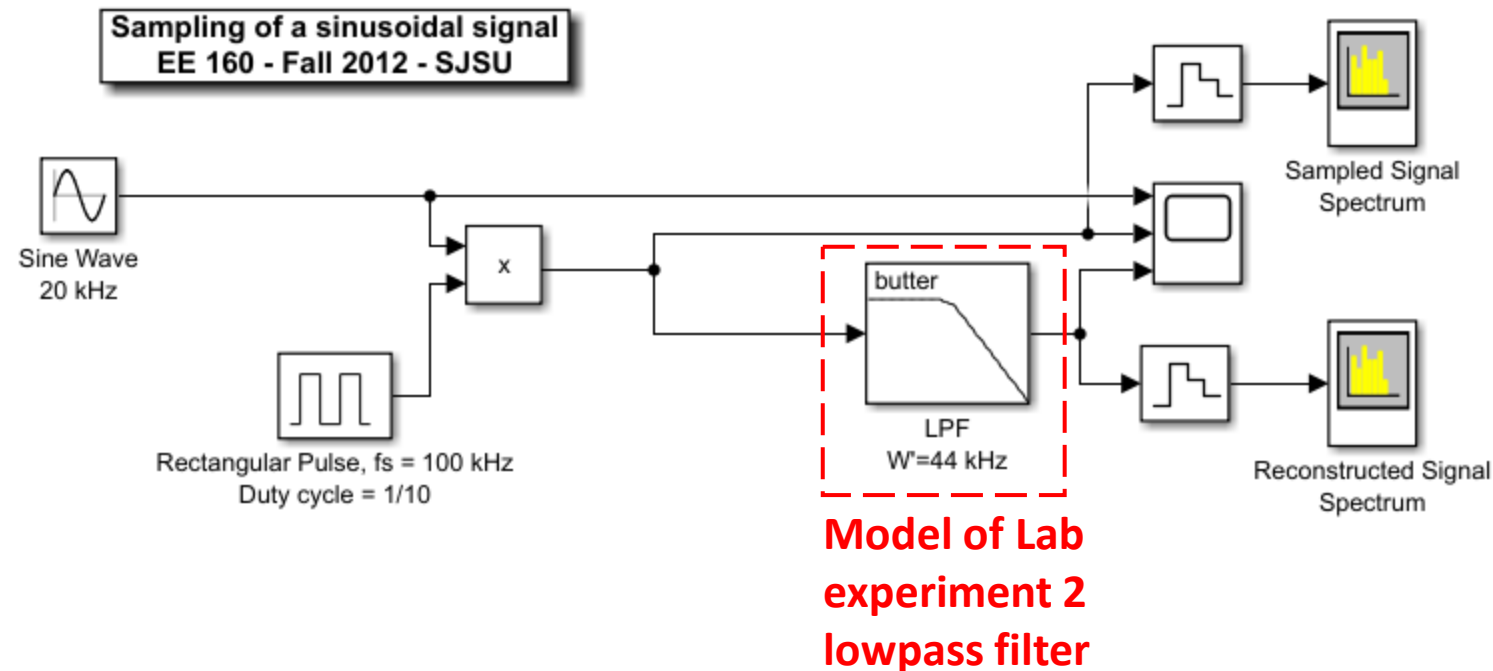 Sampling of a sinusoidal signal
EE 160 - Fall 2012 - SJSU
Sampled Signal
Spectrum
Sine Wave
20 kHz
x
butter
LPF
W'=44 kHz
Rectangular Pulse, fs = 100 kHz
Duty cycle = 1/10
Reconstructed Signal
Spectrum
Model of Lab
experiment 2
lowpass filter